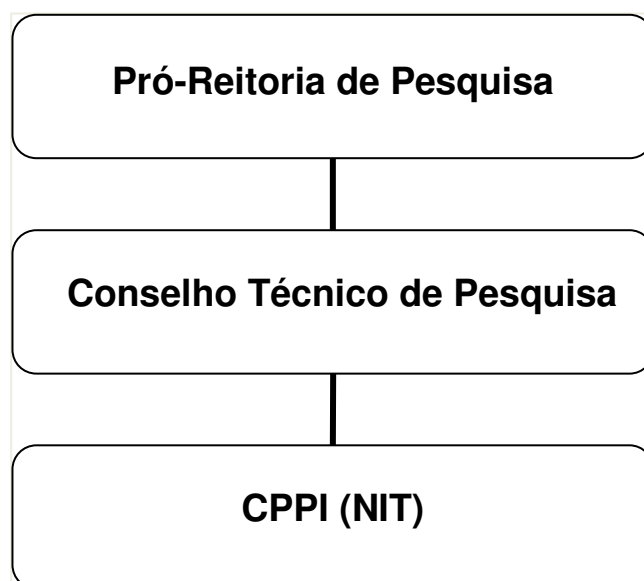 Pró-Reitoria de Pesquisa
Conselho Técnico de Pesquisa
CPPI (NIT)